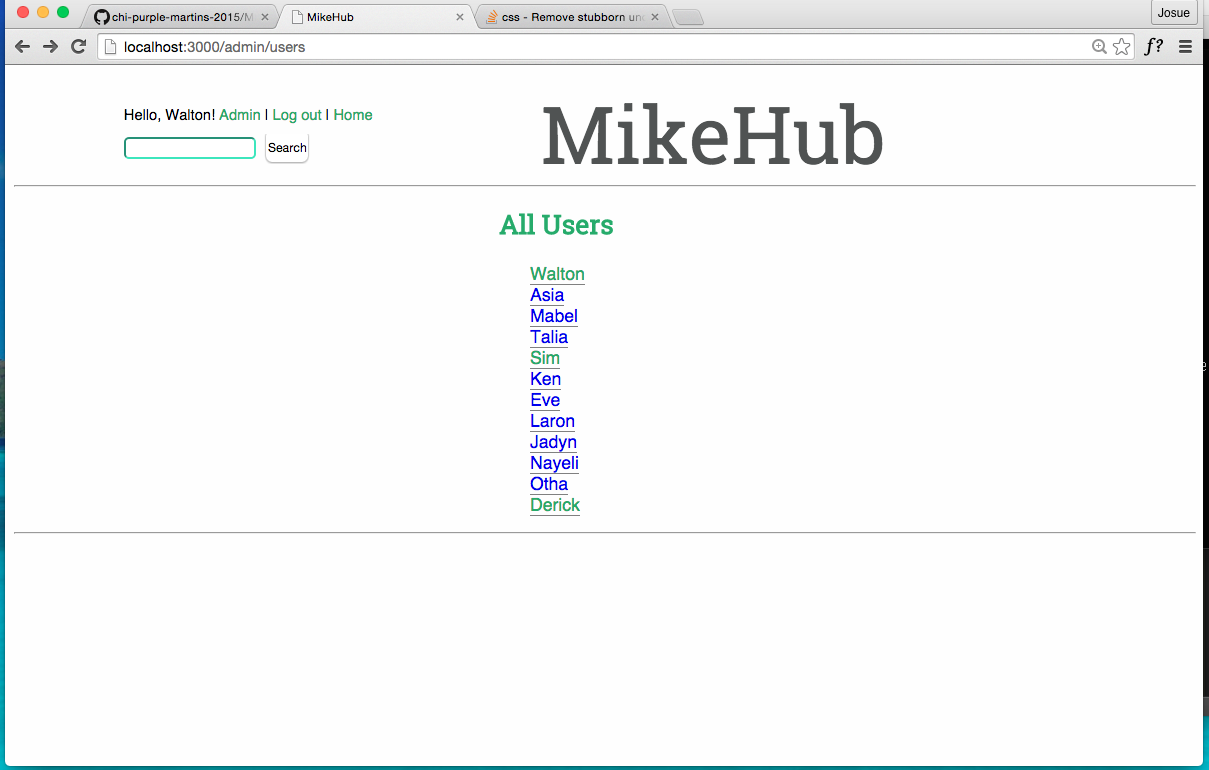 chi-purple-martins-2015/M
MikeHub
css - Remove stubborn un
Josue
localhost:3000/admin/users
f?
Hello, Walton! Admin | Log out | Home
MikeHub
Search
All Users
Walton
Asia
Mabel
Talia
Sim
Ken
Eve
Laron
Jadyn
Nayeli
Otha
Derick